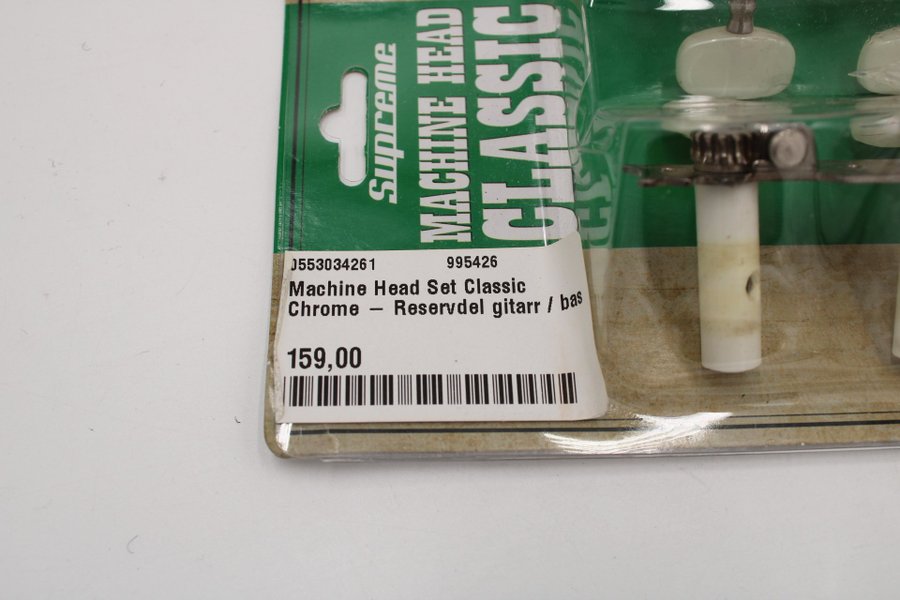 Supreme
MACHINE HEAD
CLASSIC
0553034261 995426
Machine Head Set Classic
Chrome – Reservdel gitarr / bas
159,00